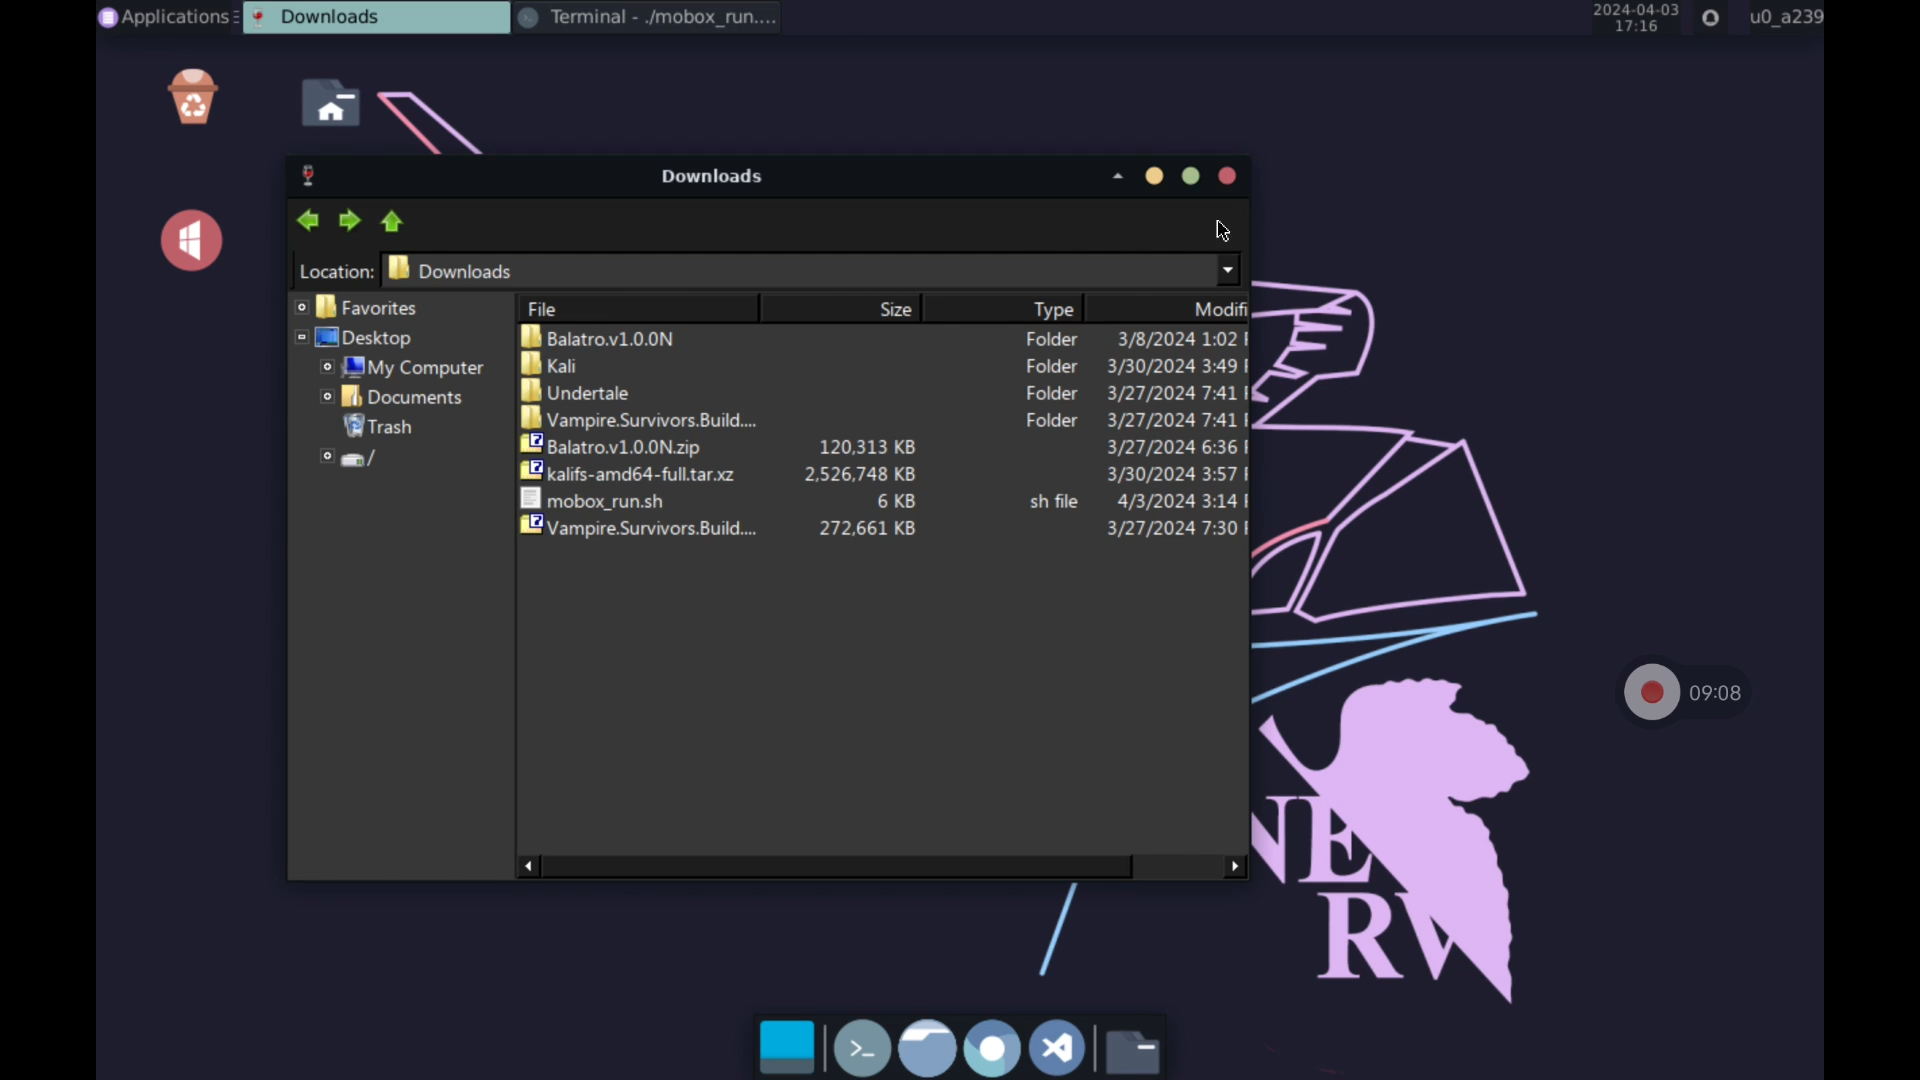 Applications
Downloads
Terminal - ./mobox_run....
2024-04-03
17:16
u0_a239
Downloads
Location: Downloads
Favorites
Desktop
My Computer
Documents
Trash
/
File Size Type Modifi
Balatro.v1.0.0N Folder 3/8/2024 1:02
Kali Folder 3/30/2024 3:49
Undertale Folder 3/27/2024 7:41
Vampire.Survivors.Build.... Folder 3/27/2024 7:41
Balatro.v1.0.0N.zip 120,313 KB 3/27/2024 6:36
kalifs-amd64-full.tar.xz 2,526,748 KB 3/30/2024 3:57
mobox_run.sh 6 KB sh file 4/3/2024 3:14
Vampire.Survivors.Build.... 272,661 KB 3/27/2024 7:30
09:08
NE
RV